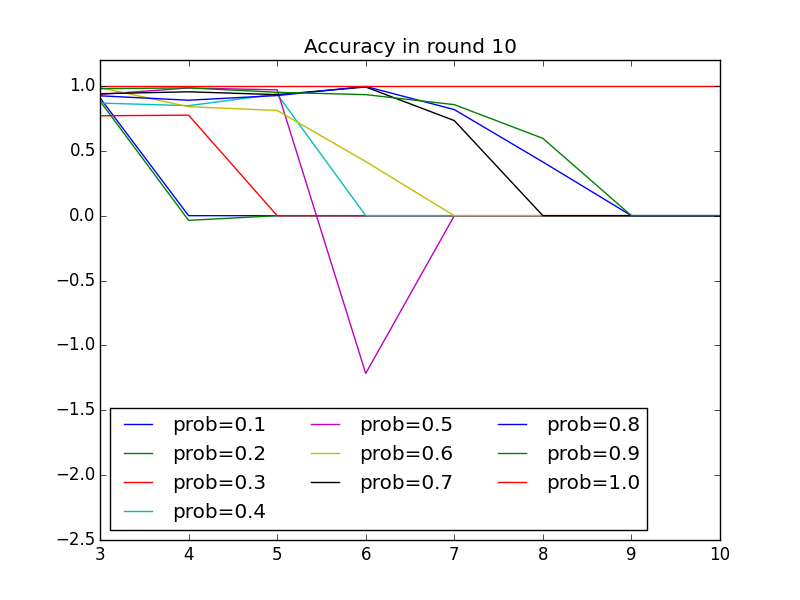 Accuracy in round 10
1.0
0.5
0.0
−0.5
−1.0
−1.5
−2.0
−2.5
prob=0.1 prob=0.5 prob=0.8
prob=0.2 prob=0.6 prob=0.9
prob=0.3 prob=0.7 prob=1.0
prob=0.4
3 4 5 6 7 8 9 10